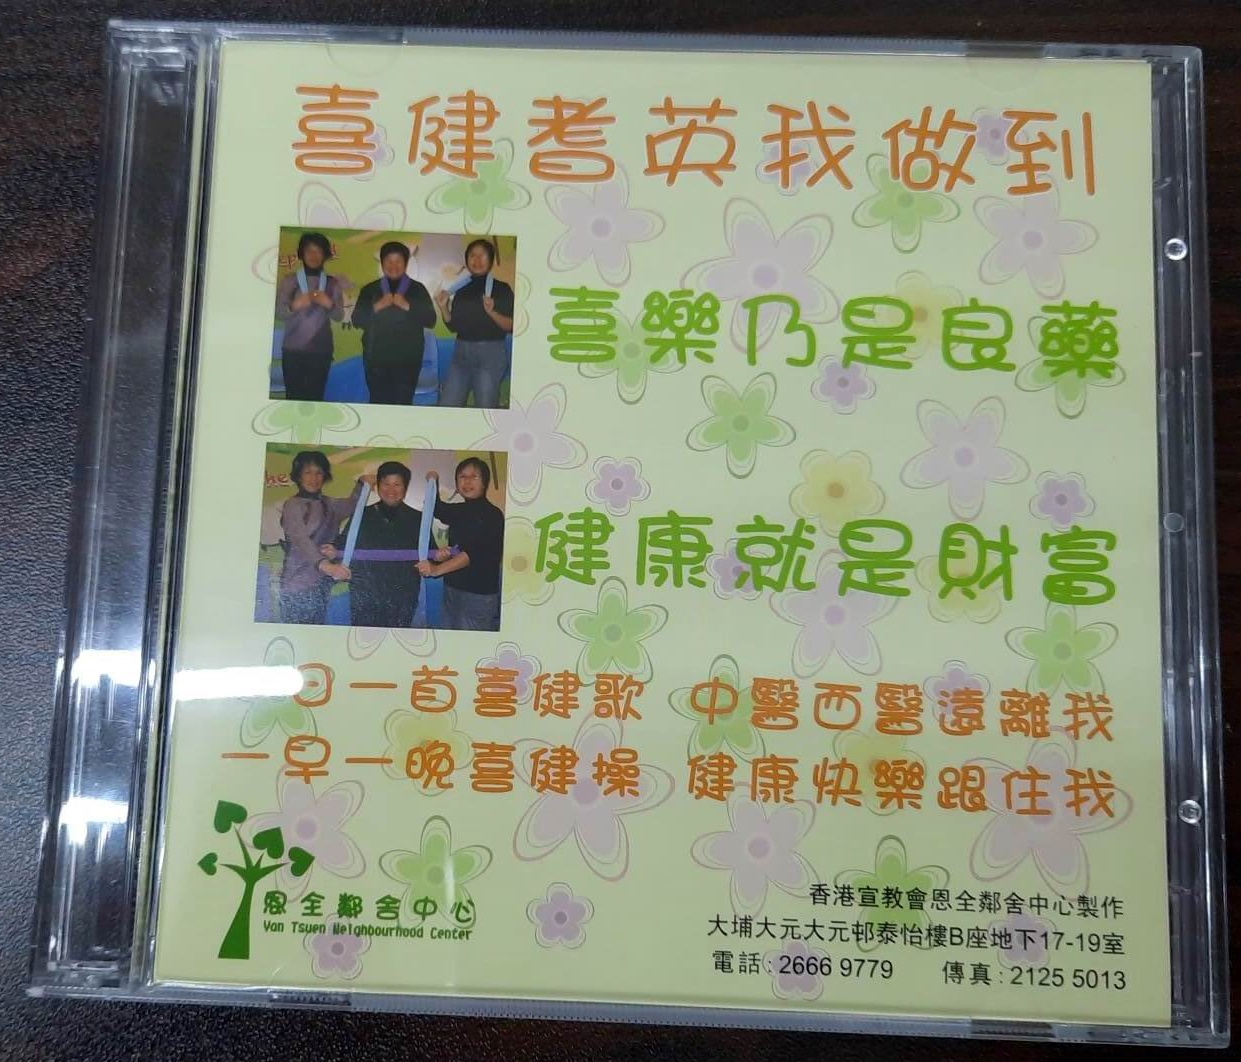 喜健耆英我做到
喜樂乃是良藥
健康就是財富
一日一首喜健歌 中醫西醫遠離我
一早一晚喜健操 健康快樂跟住我
恩全鄰舍中心
Yan Tsuen Neighbourhood Center
香港宣教會恩全鄰舍中心製作
大埔大元大元邨泰怡樓B座地下17-19室
電話：2666 9779 傳真：2125 5013